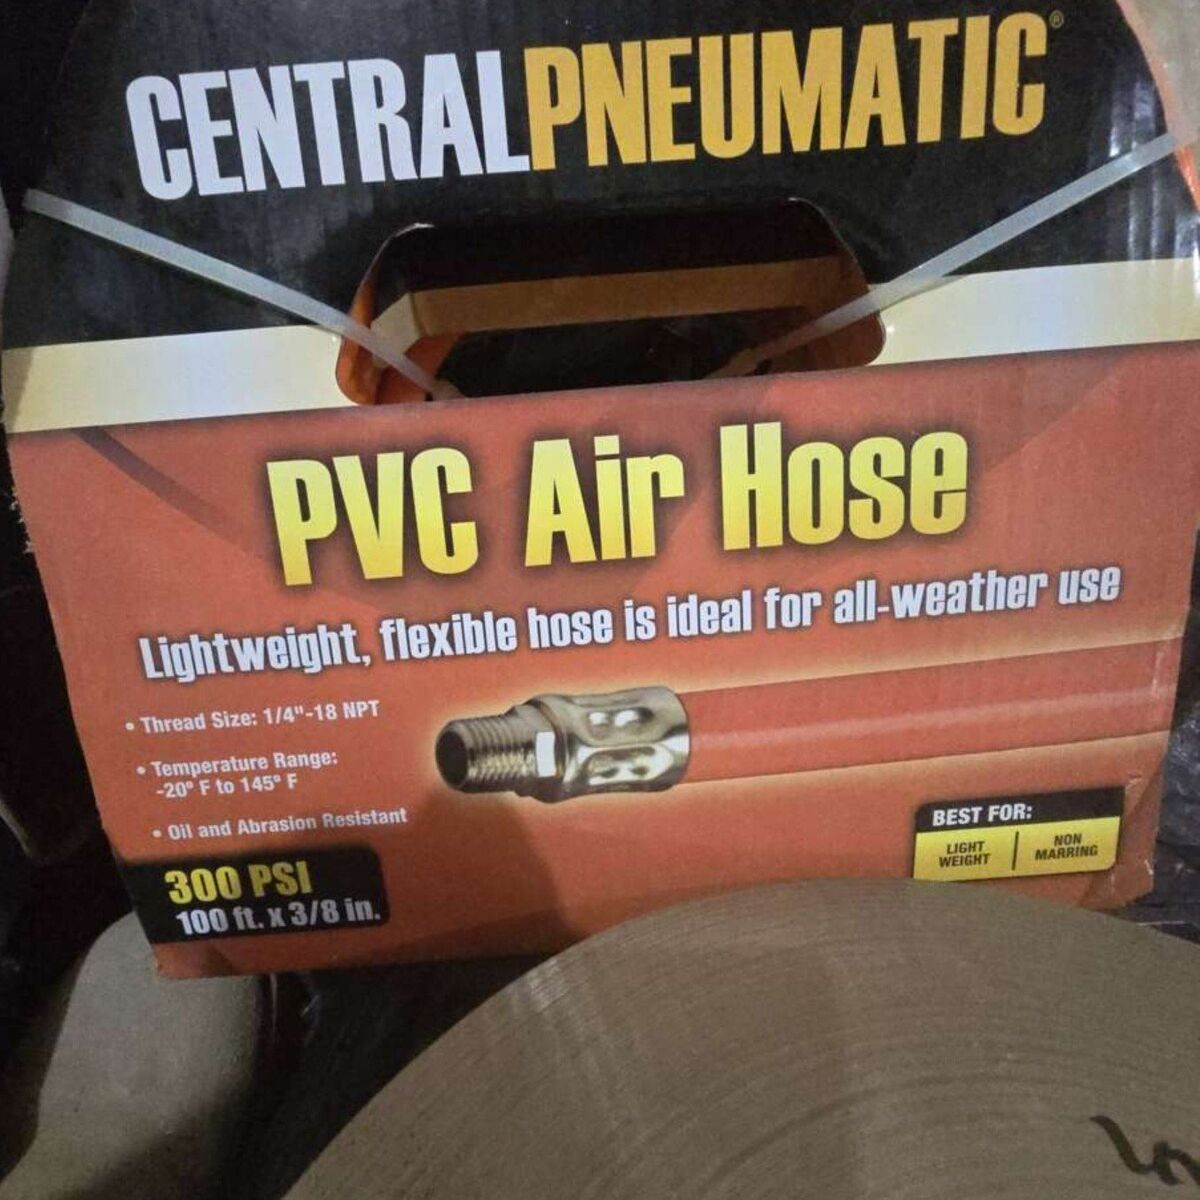 CENTRALPNEUMATIC®
PVC Air Hose
Lightweight, flexible hose is ideal for all-weather use
• Thread Size: 1/4"-18 NPT
• Temperature Range:
-20° F to 145° F
• Oil and Abrasion Resistant
300 PSI
100 ft. x 3/8 in.
BEST FOR:
LIGHT WEIGHT
NON MARRING